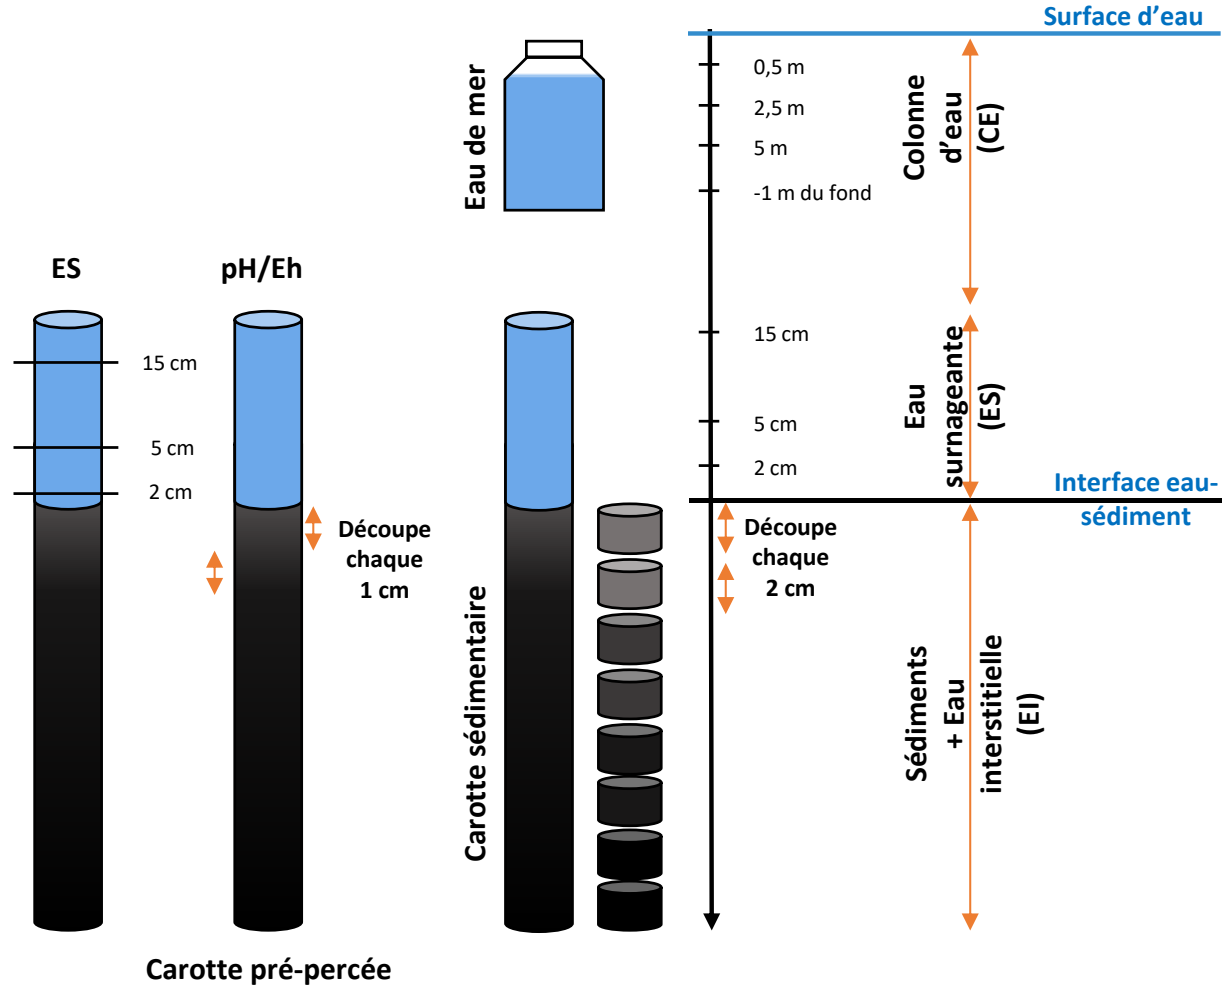 Surface d’eau
Eau de mer
0,5 m
2,5 m
5 m
-1 m du fond
Colonne
d’eau
(CE)
ES
pH/Eh
15 cm
5 cm
2 cm
15 cm
5 cm
2 cm
Eau
surnageante
(ES)
Interface eau-
sédiment
Découpe
chaque
1 cm
Découpe
chaque
2 cm
Carotte sédimentaire
Sédiments
+ Eau
interstitielle
(EI)
Carotte pré-percée